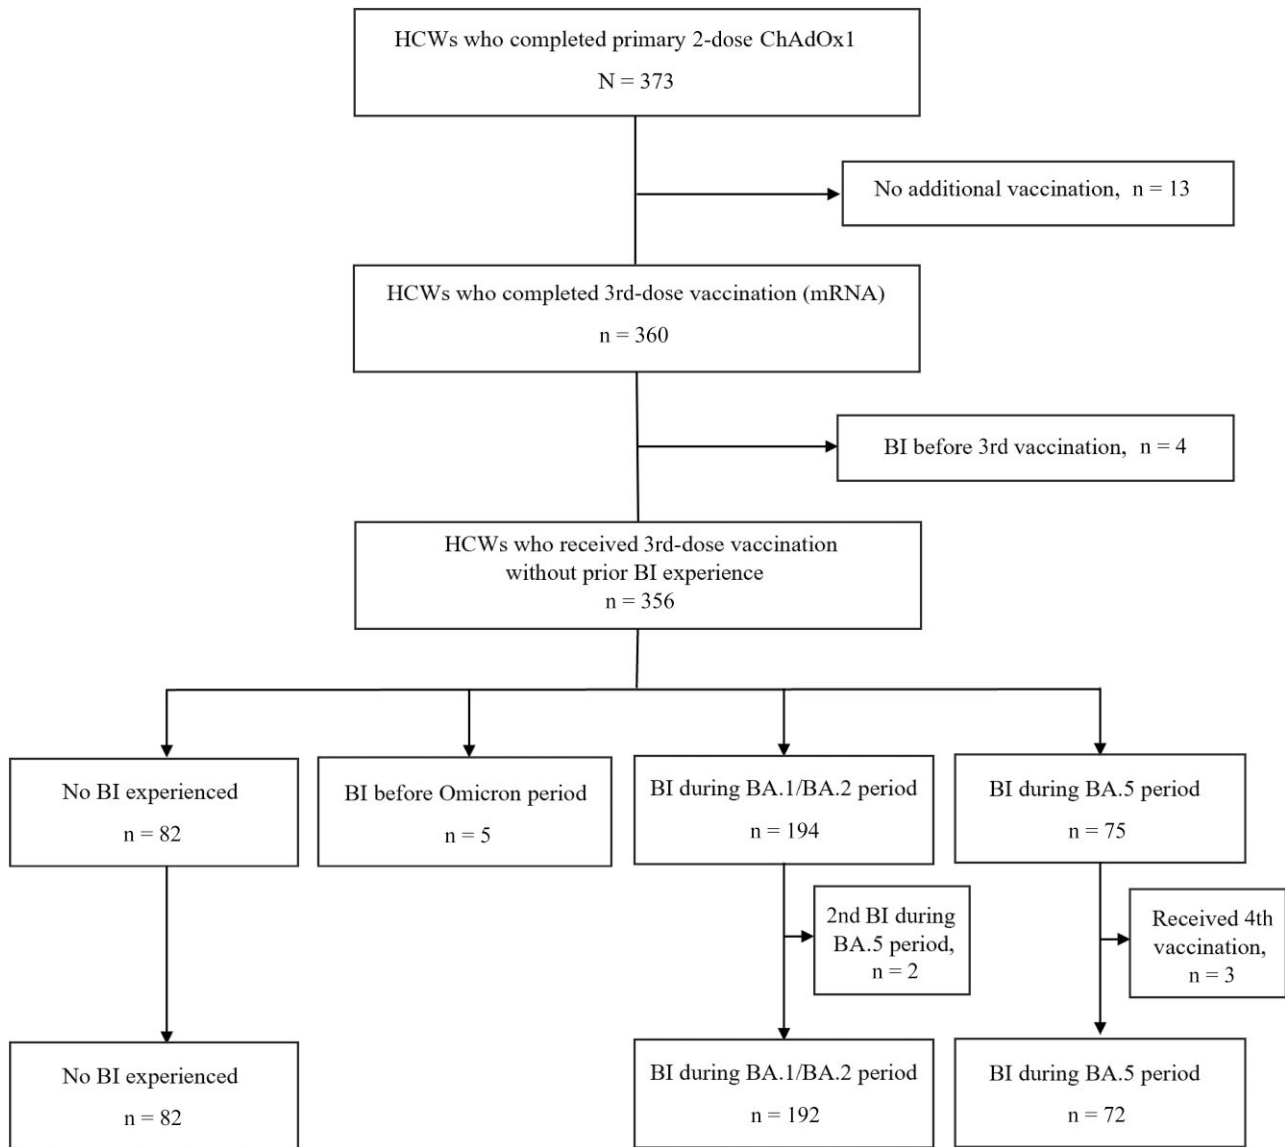 HCWs who completed primary 2-dose ChAdOx1
N = 373
No additional vaccination, n = 13
HCWs who completed 3rd-dose vaccination (mRNA)
n = 360
BI before 3rd vaccination, n = 4
HCWs who received 3rd-dose vaccination
without prior BI experience
n = 356
No BI experienced
n = 82
BI before Omicron period
n = 5
BI during BA.1/BA.2 period
n = 194
BI during BA.5 period
n = 75
2nd BI during
BA.5 period,
n = 2
Received 4th
vaccination,
n = 3
No BI experienced
n = 82
BI during BA.1/BA.2 period
n = 192
BI during BA.5 period
n = 72